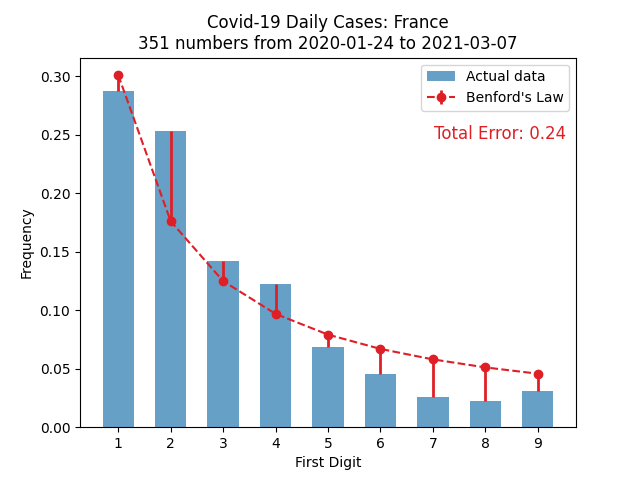 Covid-19 Daily Cases: France
351 numbers from 2020-01-24 to 2021-03-07
Actual data
Benford's Law
Total Error: 0.24
Frequency
0.30
0.25
0.20
0.15
0.10
0.05
0.00
1 2 3 4 5 6 7 8 9
First Digit